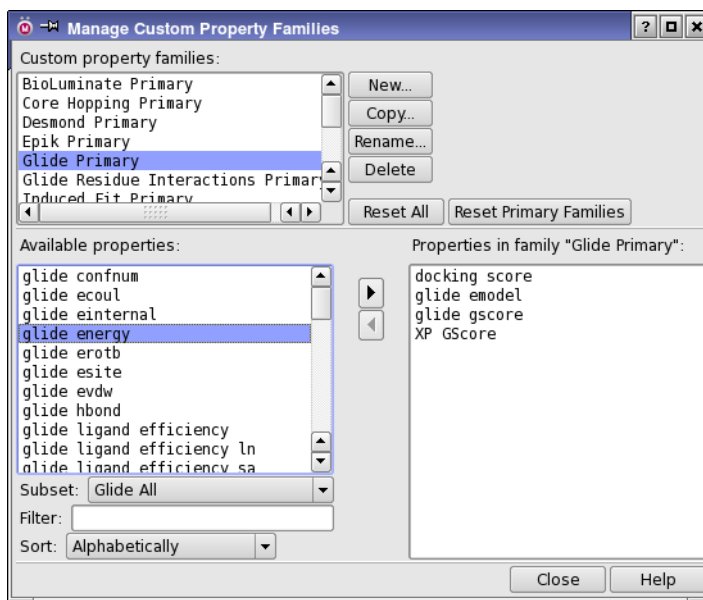 Manage Custom Property Families
Custom property families:
BioLuminate Primary
Core Hopping Primary
Desmond Primary
Epik Primary
Glide Primary
Glide Residue Interactions Primary
Induced Fit Primary
New...
Copy...
Rename...
Delete
Reset All
Reset Primary Families
Available properties:
glide confnum
glide ecoul
glide einternal
glide energy
glide erotb
glide esite
glide evdw
glide hbond
glide ligand efficiency
glide ligand efficiency ln
glide ligand efficiency sa
Subset: Glide All
Filter:
Sort: Alphabetically
Properties in family "Glide Primary":
docking score
glide emodel
glide gscore
XP GScore
Close
Help